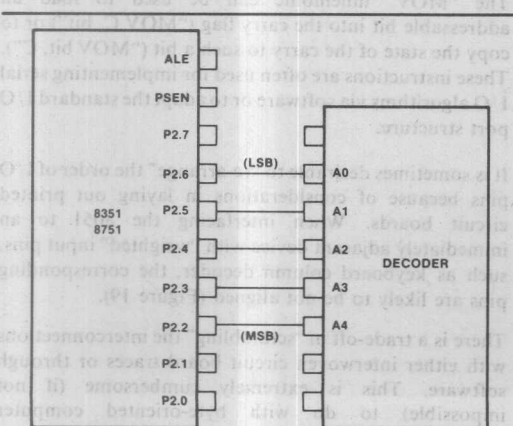 The "MOV" mnemonic can be used to load an
addressable bit into the carry flag ("MOV C, bit") or to
copy the state of the carry to such a bit ("MOV bit, C").
These instructions are often used for implementing serial
I/O algorithms via software or to adapt the standard I/O
port structure.
It is sometimes the order of I/O
pins because of considerations in laying out printed
circuit boards. When interfacing the 8051 to an
immediately adjacent device with "weighted" input pins,
such as keyboard column decoder, the corresponding
pins are likely to be not aligned (Figure 19).
There is a trade-off in "scrambling" the interconnections
with either interwoven circuit board traces or through
software. This is extremely cumbersome (if not
impossible) to do with byte-oriented computer
ALE
PSEN
P2.7
P2.6
P2.5
P2.4
P2.3
P2.2
P2.1
P2.0
8351
8751
(LSB)
(MSB)
A0
A1
A2
A3
A4
DECODER